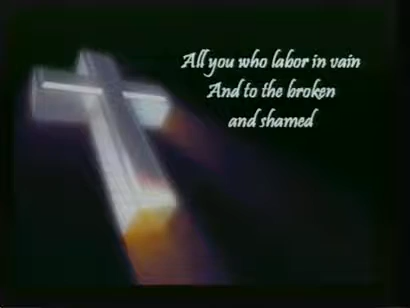 All you who labor in vain
And to the broken
and shamed